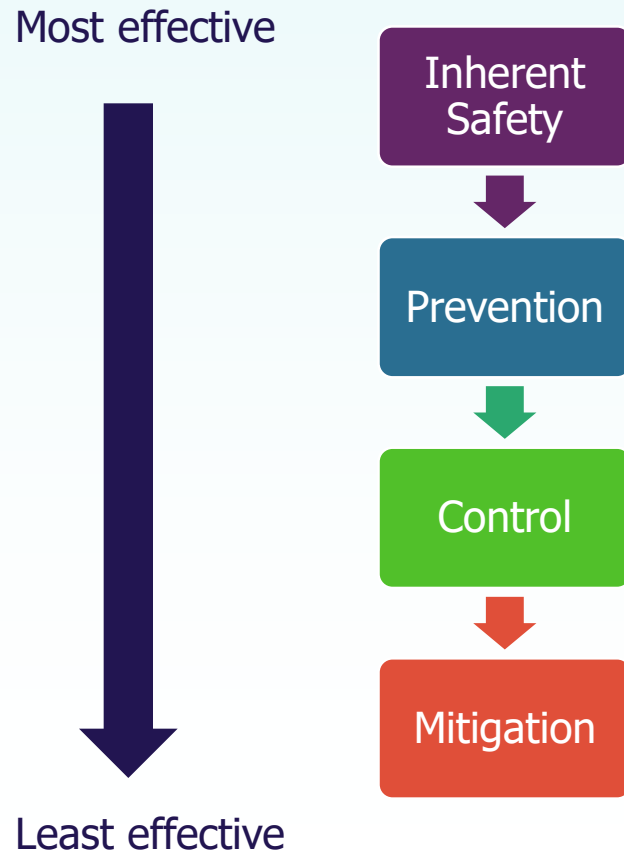 Most effective
Inherent
Safety
Prevention
Control
Mitigation
Least effective